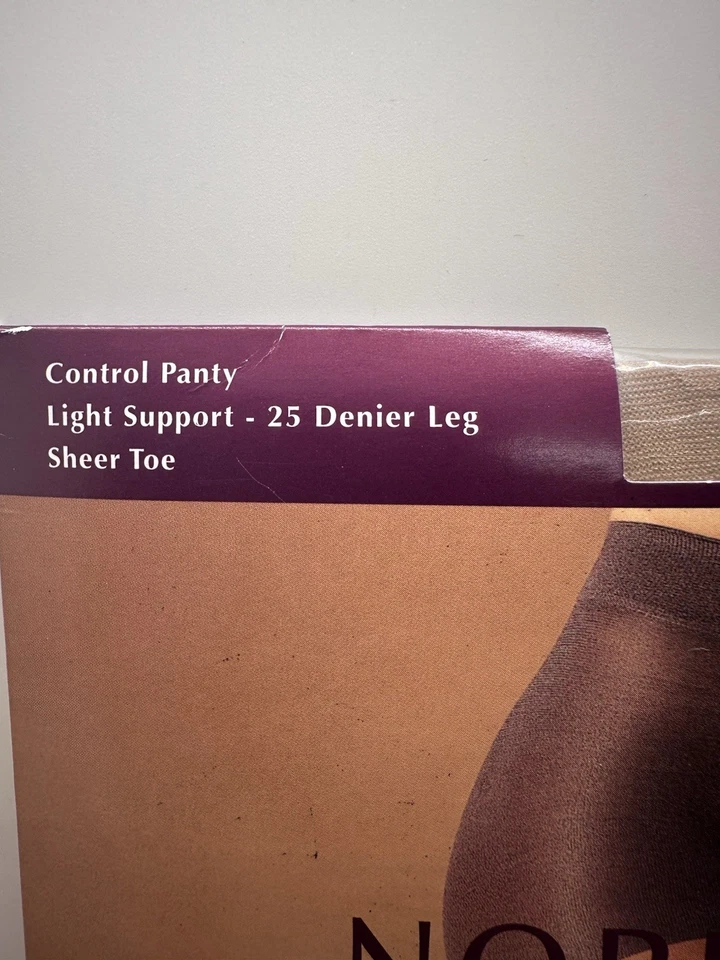 Control Panty
Light Support - 25 Denier Leg
Sheer Toe